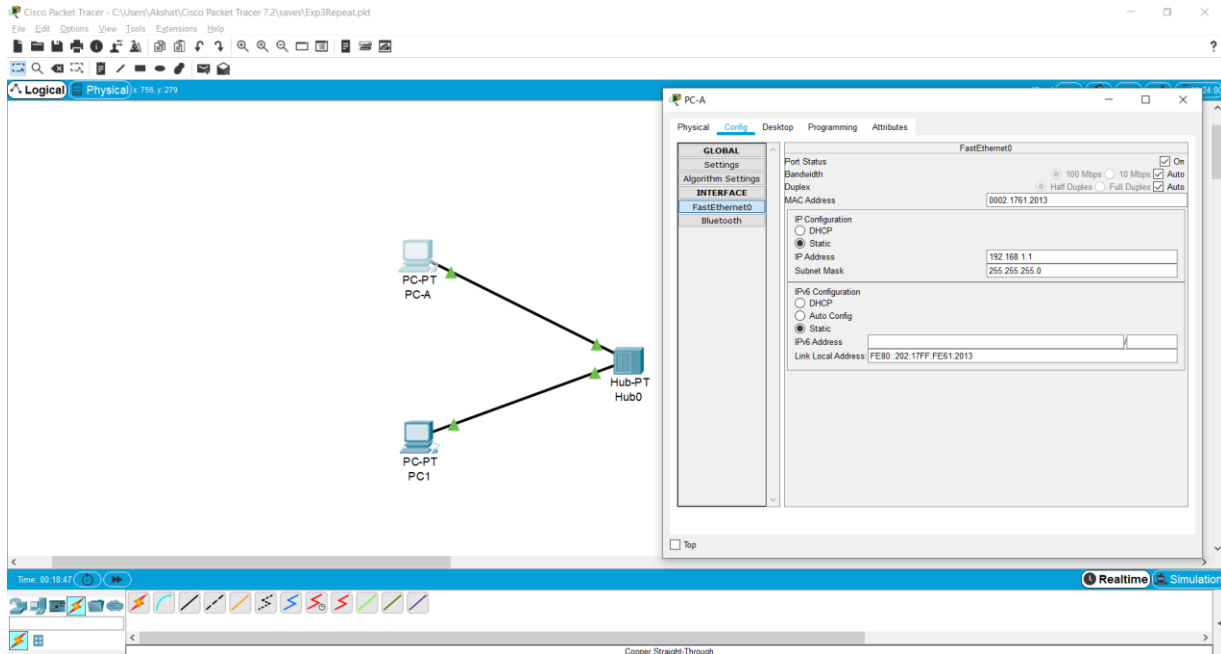 Cisco Packet Tracer - C:\Users\Akshat\Cisco Packet Tracer 7.2\saves\Exp3Repeat.pkt
File Edit Options View Tools Extensions Help
?
Logical Physical x: 756, y: 279
24:00
PC-A
Physical Config Desktop Programming Attributes
GLOBAL
Settings
Algorithm Settings
INTERFACE
FastEthernet0
Bluetooth
FastEthernet0
Port Status On
Bandwidth 100 Mbps 10 Mbps Auto
Duplex Half Duplex Full Duplex Auto
MAC Address 0002.1761.2013
IP Configuration
DHCP
Static
IP Address 192.168.1.1
Subnet Mask 255.255.255.0
IPv6 Configuration
DHCP
Auto Config
Static
IPv6 Address /
Link Local Address: FE80::202:17FF:FE61:2013
Top
PC-PT
PC-A
Hub-PT
Hub0
PC-PT
PC1
Time: 00:18:47
Realtime Simulation
Copper Straight-Through